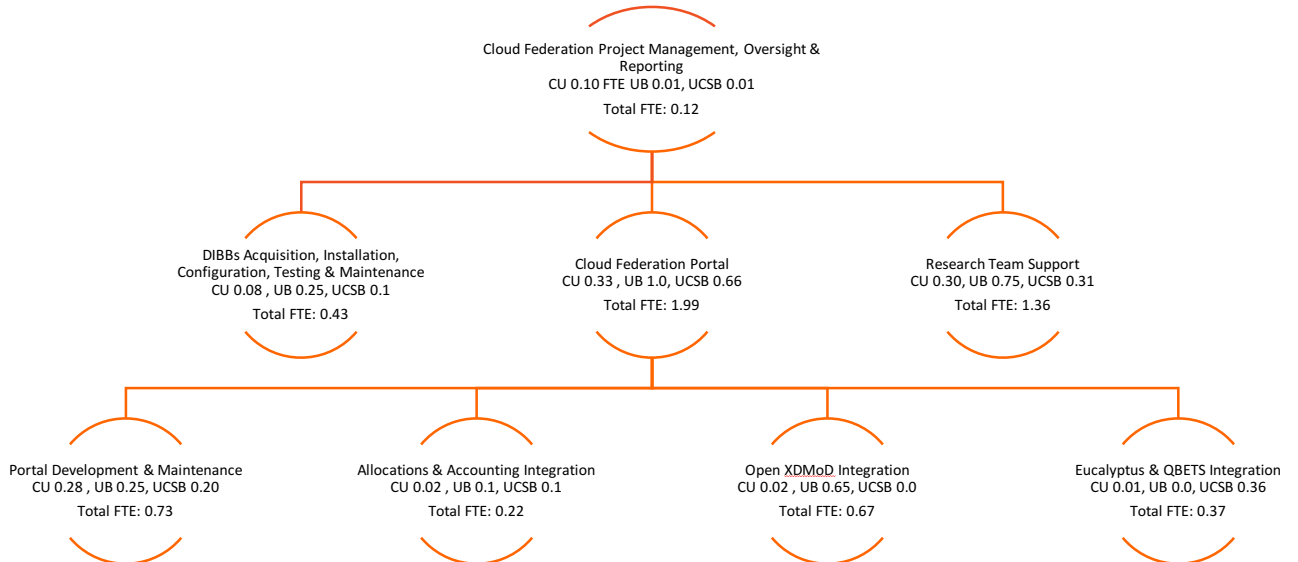 Cloud Federation Project Management, Oversight &
Reporting
CU 0.10 FTE UB 0.01, UCSB 0.01
Total FTE: 0.12
DIBBs Acquisition, Installation,
Configuration, Testing & Maintenance
CU 0.08 , UB 0.25, UCSB 0.1
Total FTE: 0.43
Cloud Federation Portal
CU 0.33 , UB 1.0, UCSB 0.66
Total FTE: 1.99
Research Team Support
CU 0.30, UB 0.75, UCSB 0.31
Total FTE: 1.36
Portal Development & Maintenance
CU 0.28 , UB 0.25, UCSB 0.20
Total FTE: 0.73
Allocations & Accounting Integration
CU 0.02 , UB 0.1, UCSB 0.1
Total FTE: 0.22
Open XDMoD Integration
CU 0.02 , UB 0.65, UCSB 0.0
Total FTE: 0.67
Eucalyptus & QBETS Integration
CU 0.01, UB 0.0, UCSB 0.36
Total FTE: 0.37